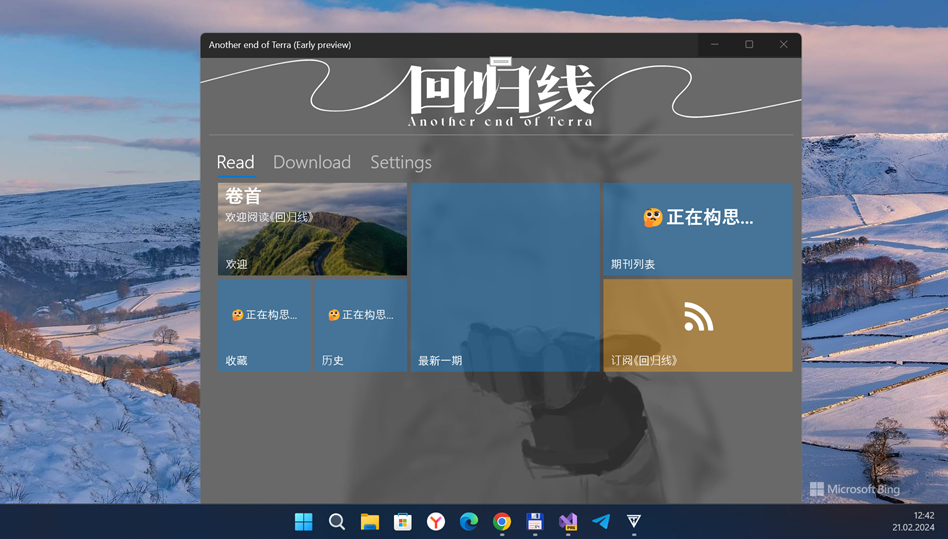 Another end of Terra (Early preview)
回归线
Another end of Terra
Read Download Settings
卷首
欢迎阅读《回归线》
欢迎
正在构思...
期刊列表
正在构思...
收藏
正在构思...
历史
最新一期
订阅《回归线》
Microsoft Bing
PRE
12:42
21.02.2024